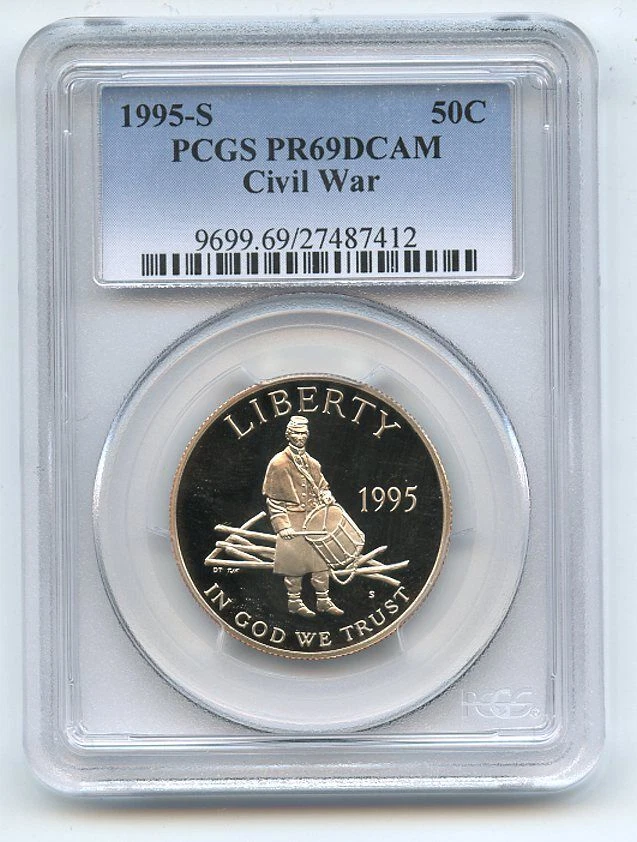 1995-S 50C
PCGS PR69DCAM
Civil War
9699.69/27487412
LIBERTY
1995
S
IN GOD WE TRUST
PCGS